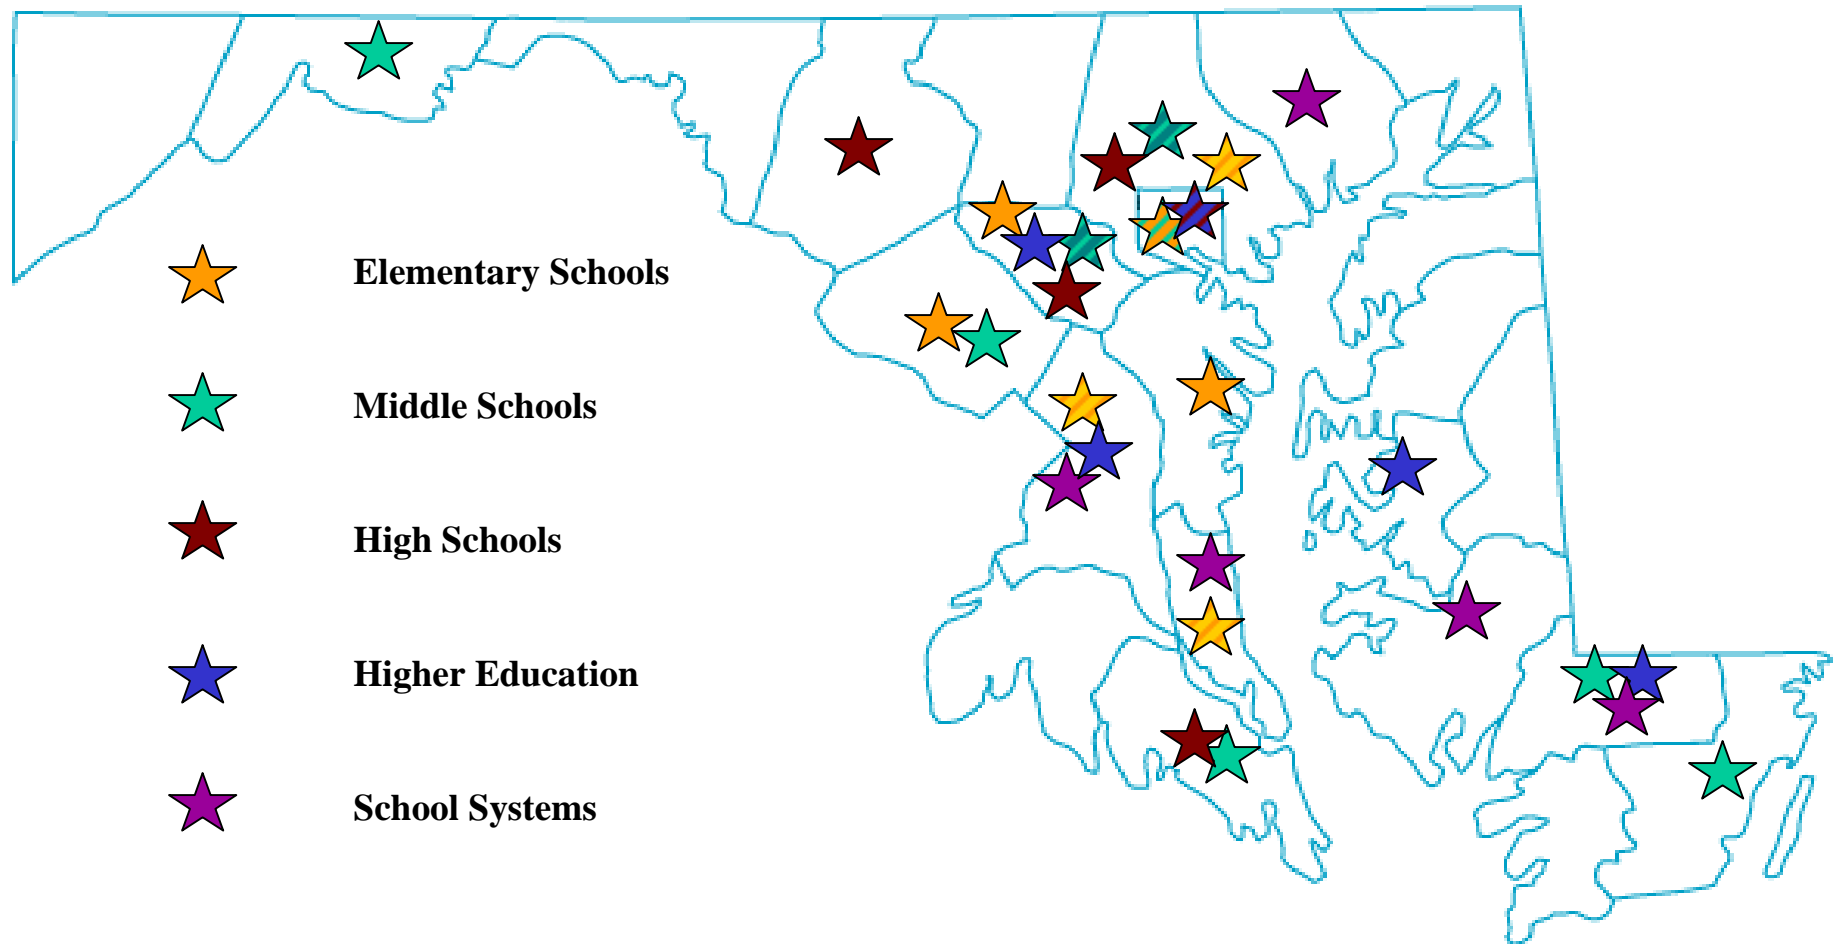 Elementary Schools
Middle Schools
High Schools
Higher Education
School Systems